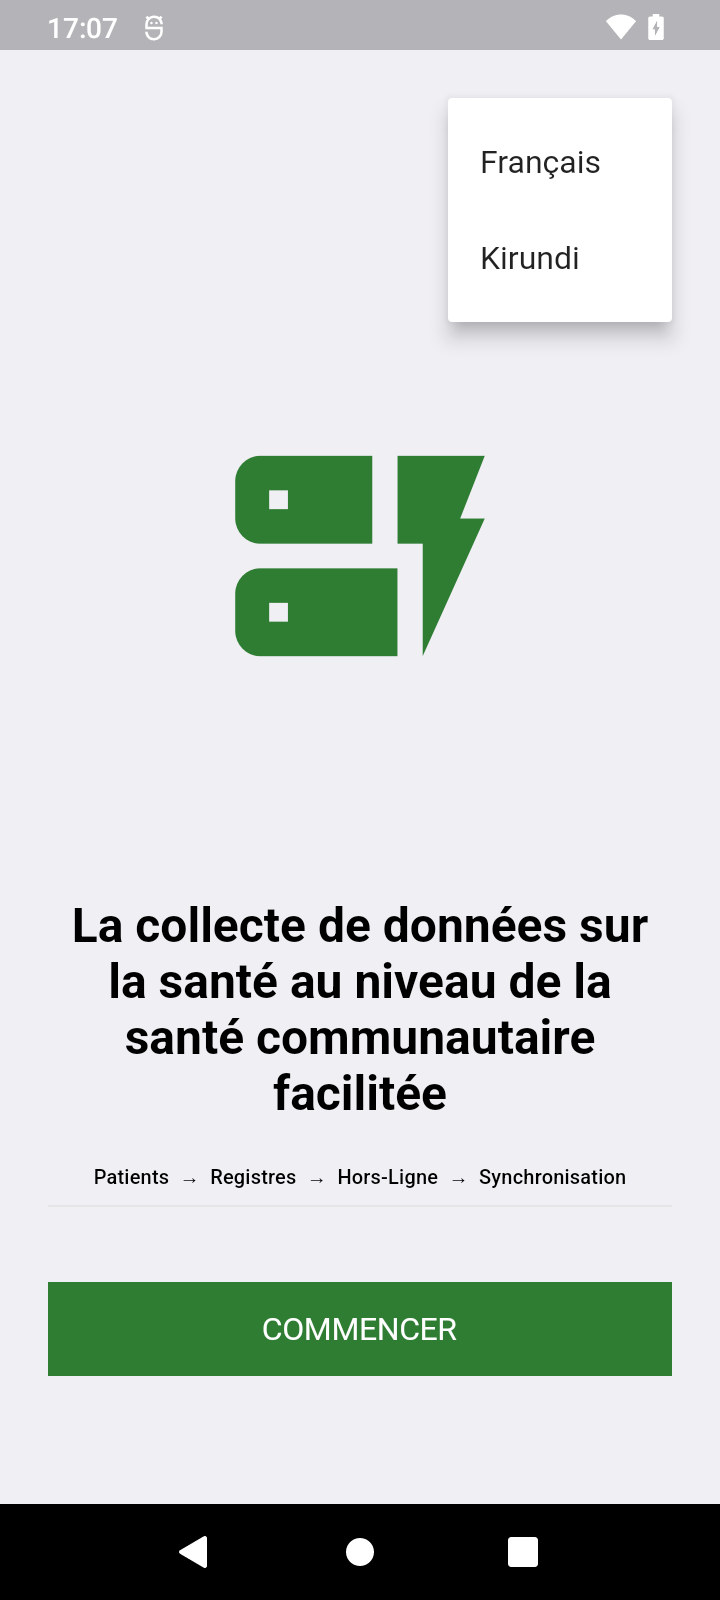 17:07
Français
Kirundi
La collecte de données sur
la santé au niveau de la
santé communautaire
facilitée
Patients → Registres → Hors-Ligne → Synchronisation
COMMENCER